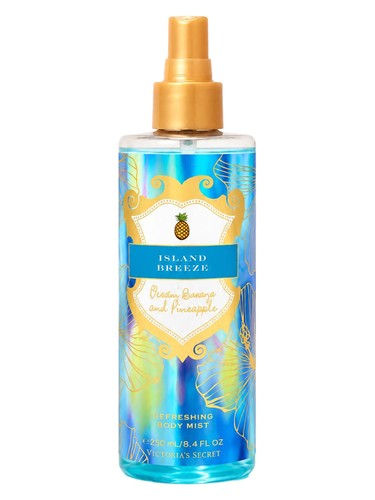 ISLAND
BREEZE
Ocean Banana
and Pineapple
REFRESHING
BODY MIST
250 mL/8.4 FL OZ
VICTORIA'S SECRET